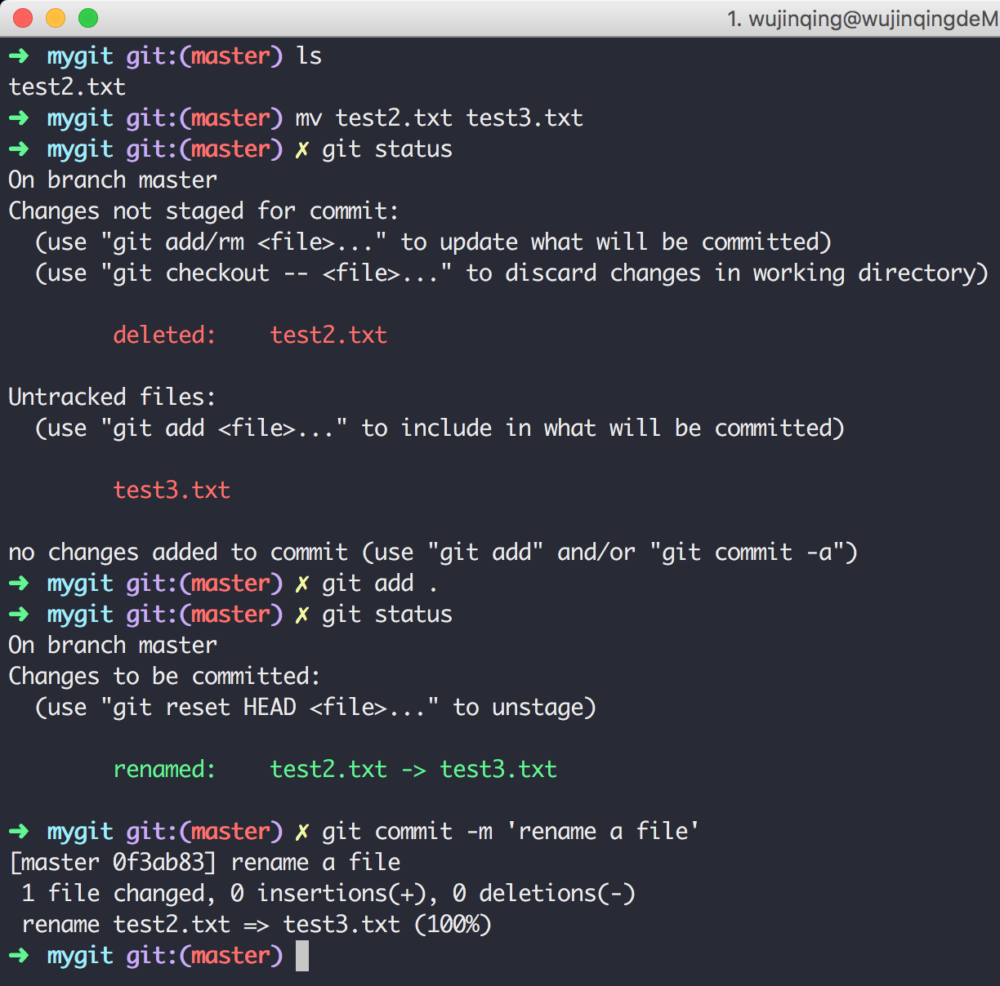 1. wujinqing@wujinqingdeM
➜ mygit git:(master) ls
test2.txt
➜ mygit git:(master) mv test2.txt test3.txt
➜ mygit git:(master) ✗ git status
On branch master
Changes not staged for commit:
  (use "git add/rm <file>..." to update what will be committed)
  (use "git checkout -- <file>..." to discard changes in working directory)
        deleted:    test2.txt
Untracked files:
  (use "git add <file>..." to include in what will be committed)
        test3.txt
no changes added to commit (use "git add" and/or "git commit -a")
➜ mygit git:(master) ✗ git add .
➜ mygit git:(master) ✗ git status
On branch master
Changes to be committed:
  (use "git reset HEAD <file>..." to unstage)
        renamed:    test2.txt -> test3.txt
➜ mygit git:(master) ✗ git commit -m 'rename a file'
[master 0f3ab83] rename a file
 1 file changed, 0 insertions(+), 0 deletions(-)
 rename test2.txt => test3.txt (100%)
➜ mygit git:(master)